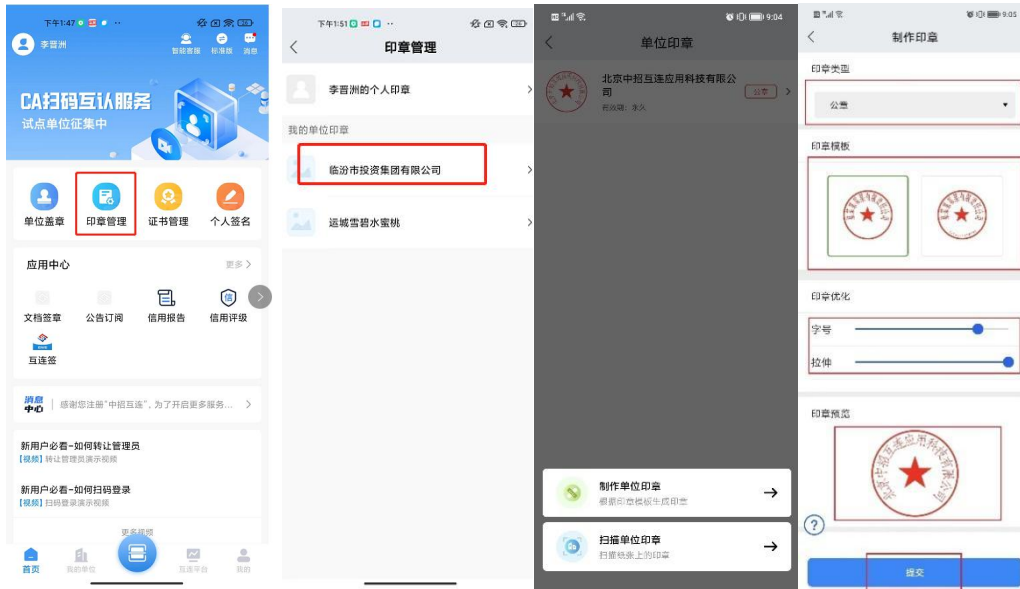 下午1:47
李晋洲
智能客服 标准版 消息
CA扫码互认服务
试点单位征集中
单位盖章 印章管理 证书管理 个人签名
应用中心
更多
文档签章 公告订阅 信用报告 信用评级
互连签
消息中心
感谢您注册"中招互连",为了开启更多服务...
新用户必看-如何转让管理员
【视频】转让管理员演示视频
新用户必看-如何扫码登录
【视频】扫码登录演示视频
更多视频
首页 我的单位 互连平台 我的
下午1:51
印章管理
李晋洲的个人印章
我的单位印章
临汾市投资集团有限公司
运城雪碧水蜜桃
9:04
单位印章
北京中招互连应用科技有限公
司
公章
有效期:永久
制作单位印章
根据印章模板生成印章
扫描单位印章
扫描纸张上的印章
9:05
制作印章
印章类型
公章
印章模板
印章优化
字号
拉伸
印章预览
北京中招互连应用科技有限公司
提交